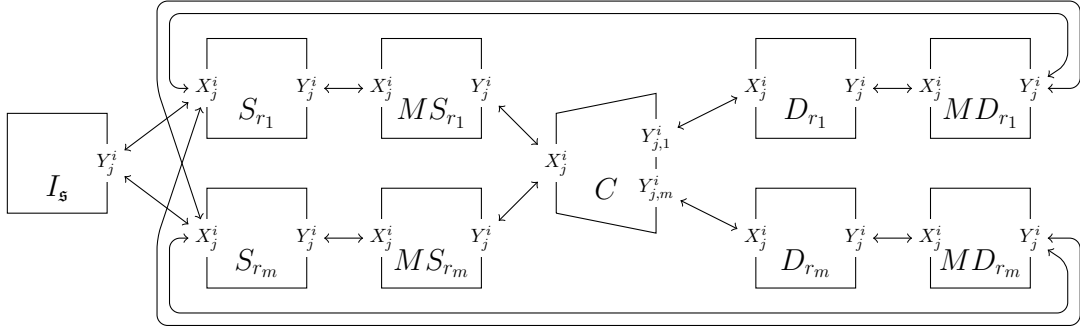 X_j^i Y_j^i X_j^i Y_j^i X_j^i Y_j^i X_j^i Y_j^i
S_{r_1} MS_{r_1} D_{r_1} MD_{r_1}
Y_{j,1}^i
Y_j^i X_j^i
I_𝔰 C
Y_{j,m}^i
X_j^i Y_j^i X_j^i Y_j^i X_j^i Y_j^i X_j^i Y_j^i
S_{r_m} MS_{r_m} D_{r_m} MD_{r_m}